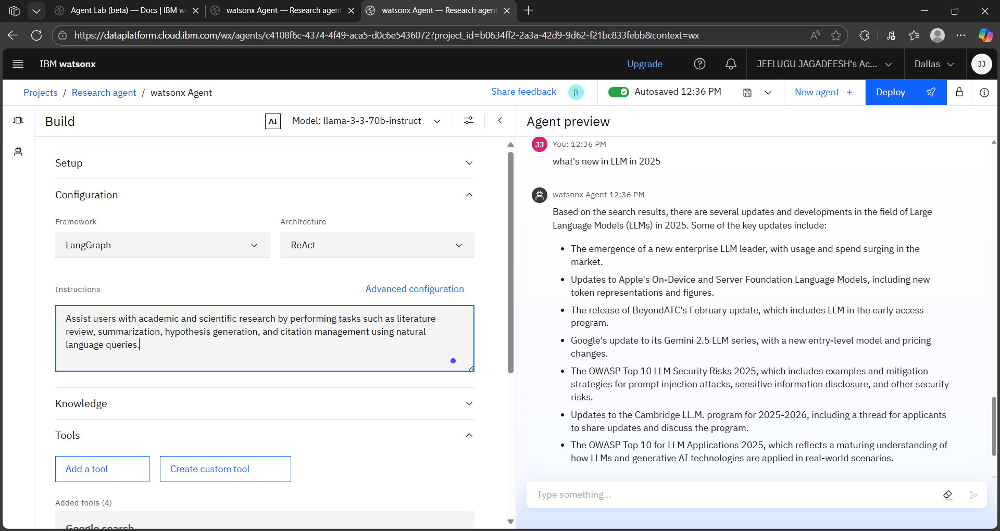 Agent Lab (beta) — Docs | IBM wa
watsonx Agent — Research agent
watsonx Agent — Research agent
https://dataplatform.cloud.ibm.com/wx/agents/c4108f6c-4374-4f49-aca5-d0c6e5436072?project_id=b0634ff2-2a3a-42d9-9d62-f21bc833febb&context=wx
IBM watsonx
Upgrade
JEELUGU JAGADEESH's Ac...
Dallas
JJ
Projects / Research agent / watsonx Agent
Share feedback
β
Autosaved 12:36 PM
New agent +
Deploy
Build
AI
Model: llama-3-3-70b-instruct
Setup
Configuration
Framework
Architecture
LangGraph
ReAct
Instructions
Advanced configuration
Assist users with academic and scientific research by performing tasks such as literature
review, summarization, hypothesis generation, and citation management using natural
language queries.
Knowledge
Tools
Add a tool
Create custom tool
Added tools (4)
Google search
Agent preview
JJ
You: 12:36 PM
what's new in LLM in 2025
watsonx Agent 12:36 PM
Based on the search results, there are several updates and developments in the field of Large
Language Models (LLMs) in 2025. Some of the key updates include:
• The emergence of a new enterprise LLM leader, with usage and spend surging in the
market.
• Updates to Apple's On-Device and Server Foundation Language Models, including new
token representations and figures.
• The release of BeyondATC's February update, which includes LLM in the early access
program.
• Google's update to its Gemini 2.5 LLM series, with a new entry-level model and pricing
changes.
• The OWASP Top 10 LLM Security Risks 2025, which includes examples and mitigation
strategies for prompt injection attacks, sensitive information disclosure, and other security
risks.
• Updates to the Cambridge LL.M. program for 2025-2026, including a thread for applicants
to share updates and discuss the program.
• The OWASP Top 10 for LLM Applications 2025, which reflects a maturing understanding of
how LLMs and generative AI technologies are applied in real-world scenarios.
Type something...